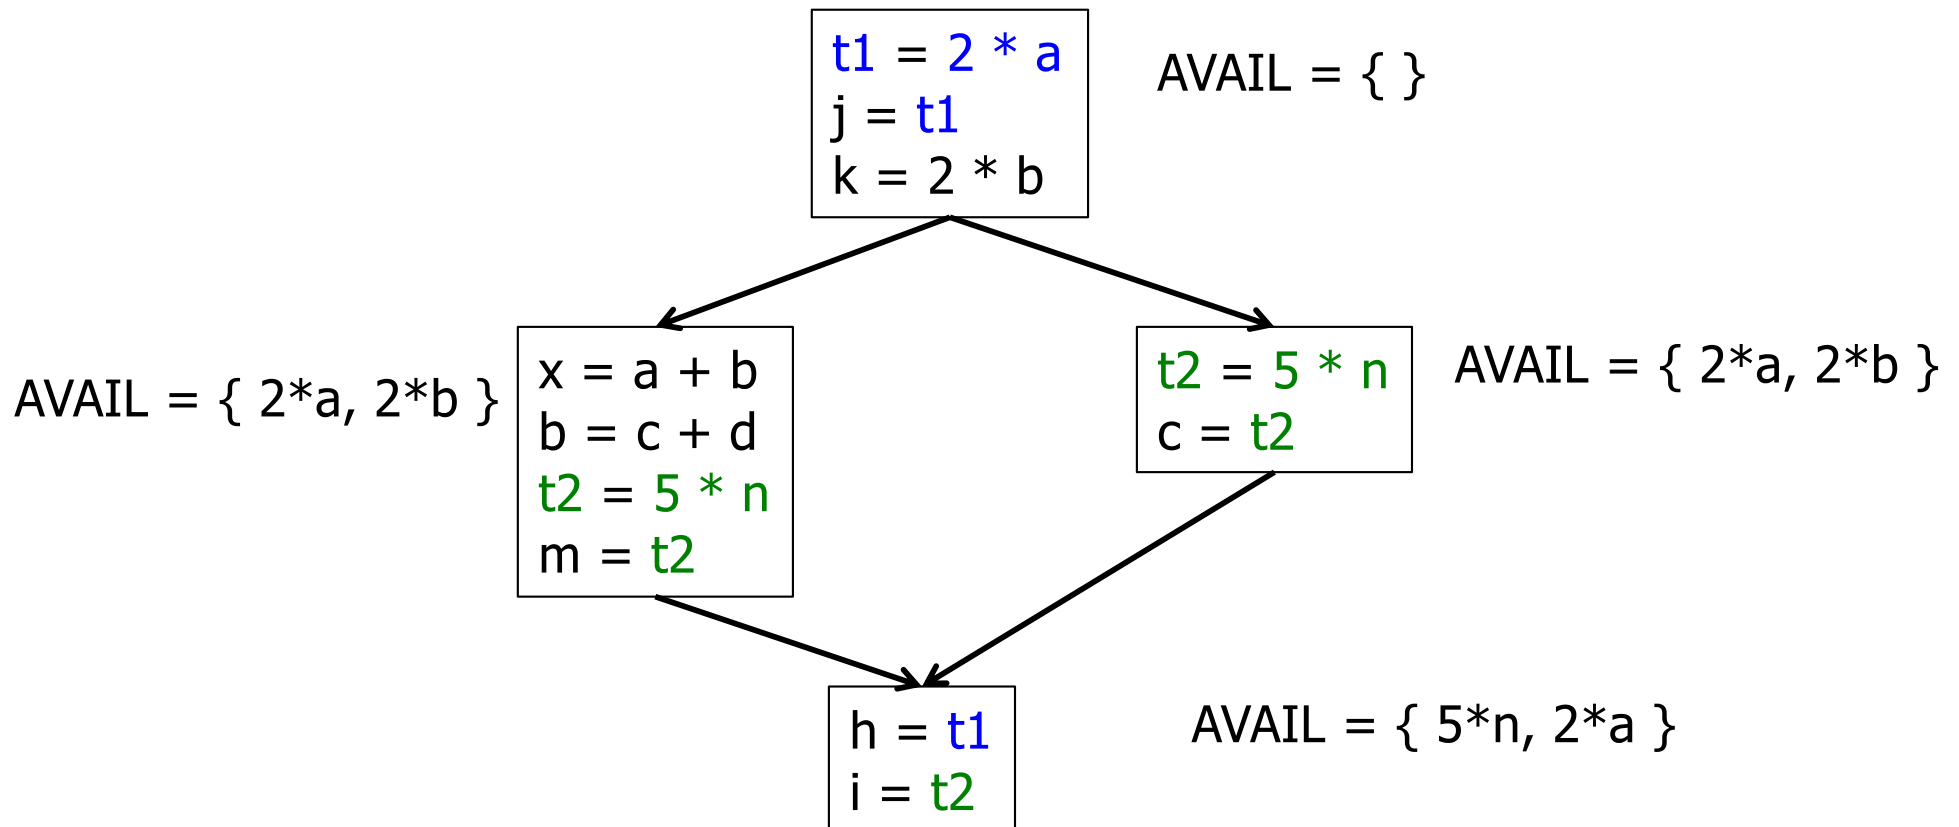 t1 = 2 * a
j = t1
k = 2 * b
AVAIL = { }
AVAIL = { 2*a, 2*b }
x = a + b
b = c + d
t2 = 5 * n
m = t2
t2 = 5 * n
c = t2
AVAIL = { 2*a, 2*b }
h = t1
i = t2
AVAIL = { 5*n, 2*a }